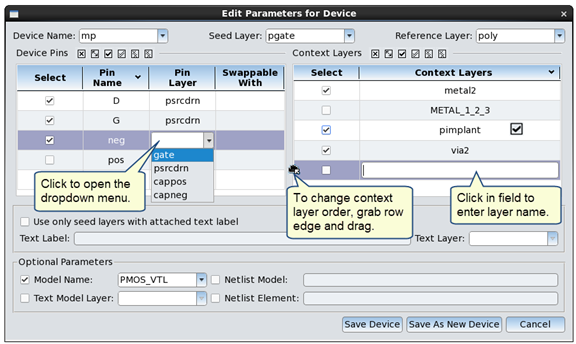 Edit Parameters for Device
Device Name: mp Seed Layer: pgate Reference Layer: poly
Device Pins Context Layers
Select Pin Name Pin Layer Swappable With
D psrcdrn
G psrcdrn
neg
pos
gate
psrcdrn
cappos
capneg
Click to open the
dropdown menu.
Select Context Layers
metal2
METAL_1_2_3
pimplant
via2
To change context
layer order, grab row
edge and drag.
Click in field to
enter layer name.
Use only seed layers with attached text label
Text Label: Text Layer:
Optional Parameters
Model Name: PMOS_VTL Netlist Model:
Text Model Layer: Netlist Element:
Save Device Save As New Device Cancel